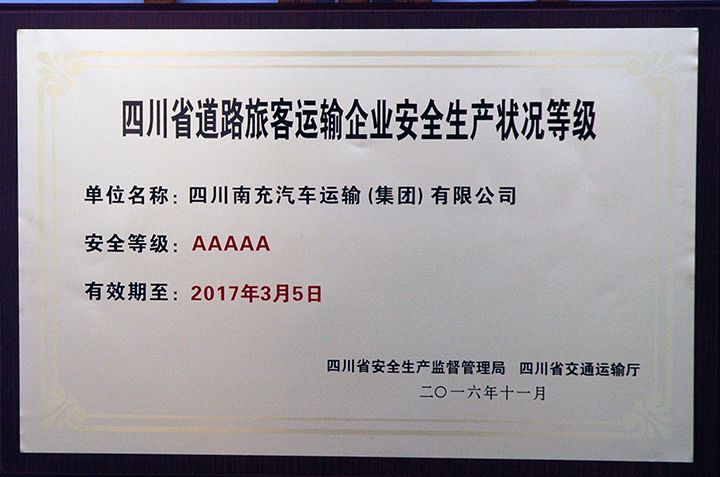 四川省道路旅客运输企业安全生产状况等级
单位名称：四川南充汽车运输(集团)有限公司
安全等级：AAAAA
有效期至：2017年3月5日
四川省安全生产监督管理局 四川省交通运输厅
二〇一六年十一月